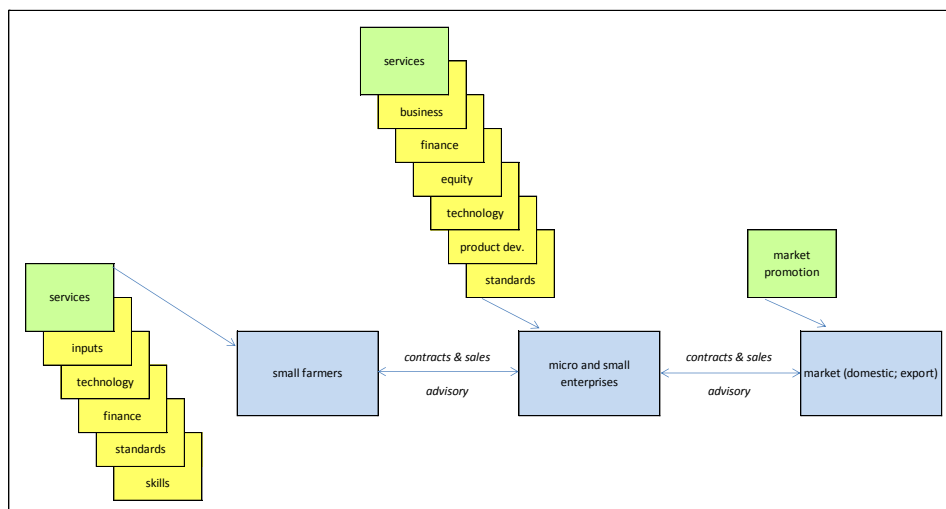 services
business
finance
equity
technology
product dev.
standards
market
promotion
services
inputs
technology
finance
standards
skills
small farmers
contracts & sales
advisory
micro and small
enterprises
contracts & sales
advisory
market (domestic; export)